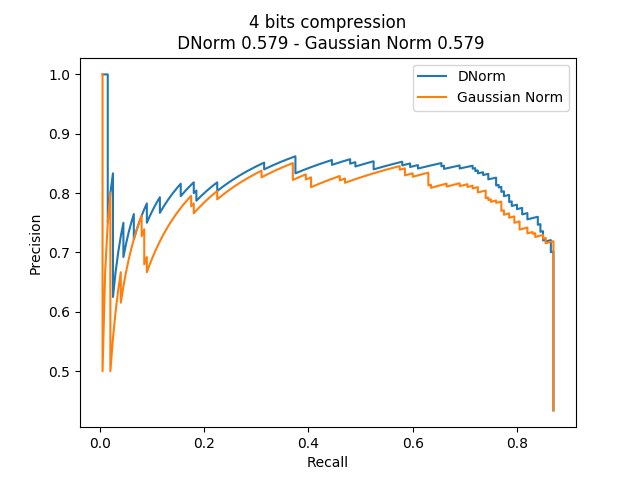 4 bits compression
DNorm 0.579 - Gaussian Norm 0.579
DNorm
Gaussian Norm
1.0
0.9
0.8
0.7
0.6
0.5
Precision
0.0
0.2
0.4
0.6
0.8
Recall